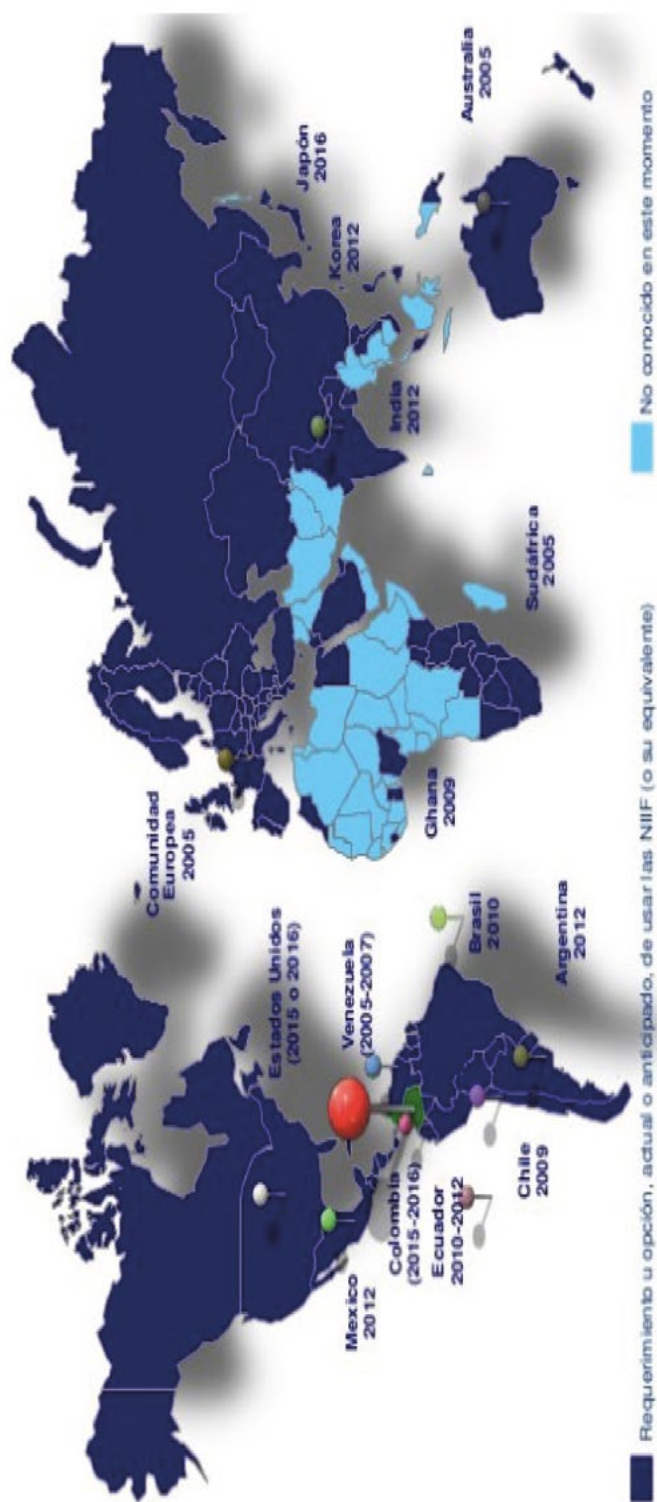 Comunidad
Europea
2005
Estados Unidos
(2015 o 2016)
Mexico
2012
Venezuela
(2005-2007)
Colombia
(2015-2016)
Ecuador
2010-2012
Brasil
2010
Chile
2009
Argentina
2012
Ghana
2009
Sudáfrica
2005
India
2012
Korea
2012
Japón
2016
Australia
2005
Requerimiento u opción, actual o anticipado, de usar las NIIF (o su equivalente)
No conocido en este momento